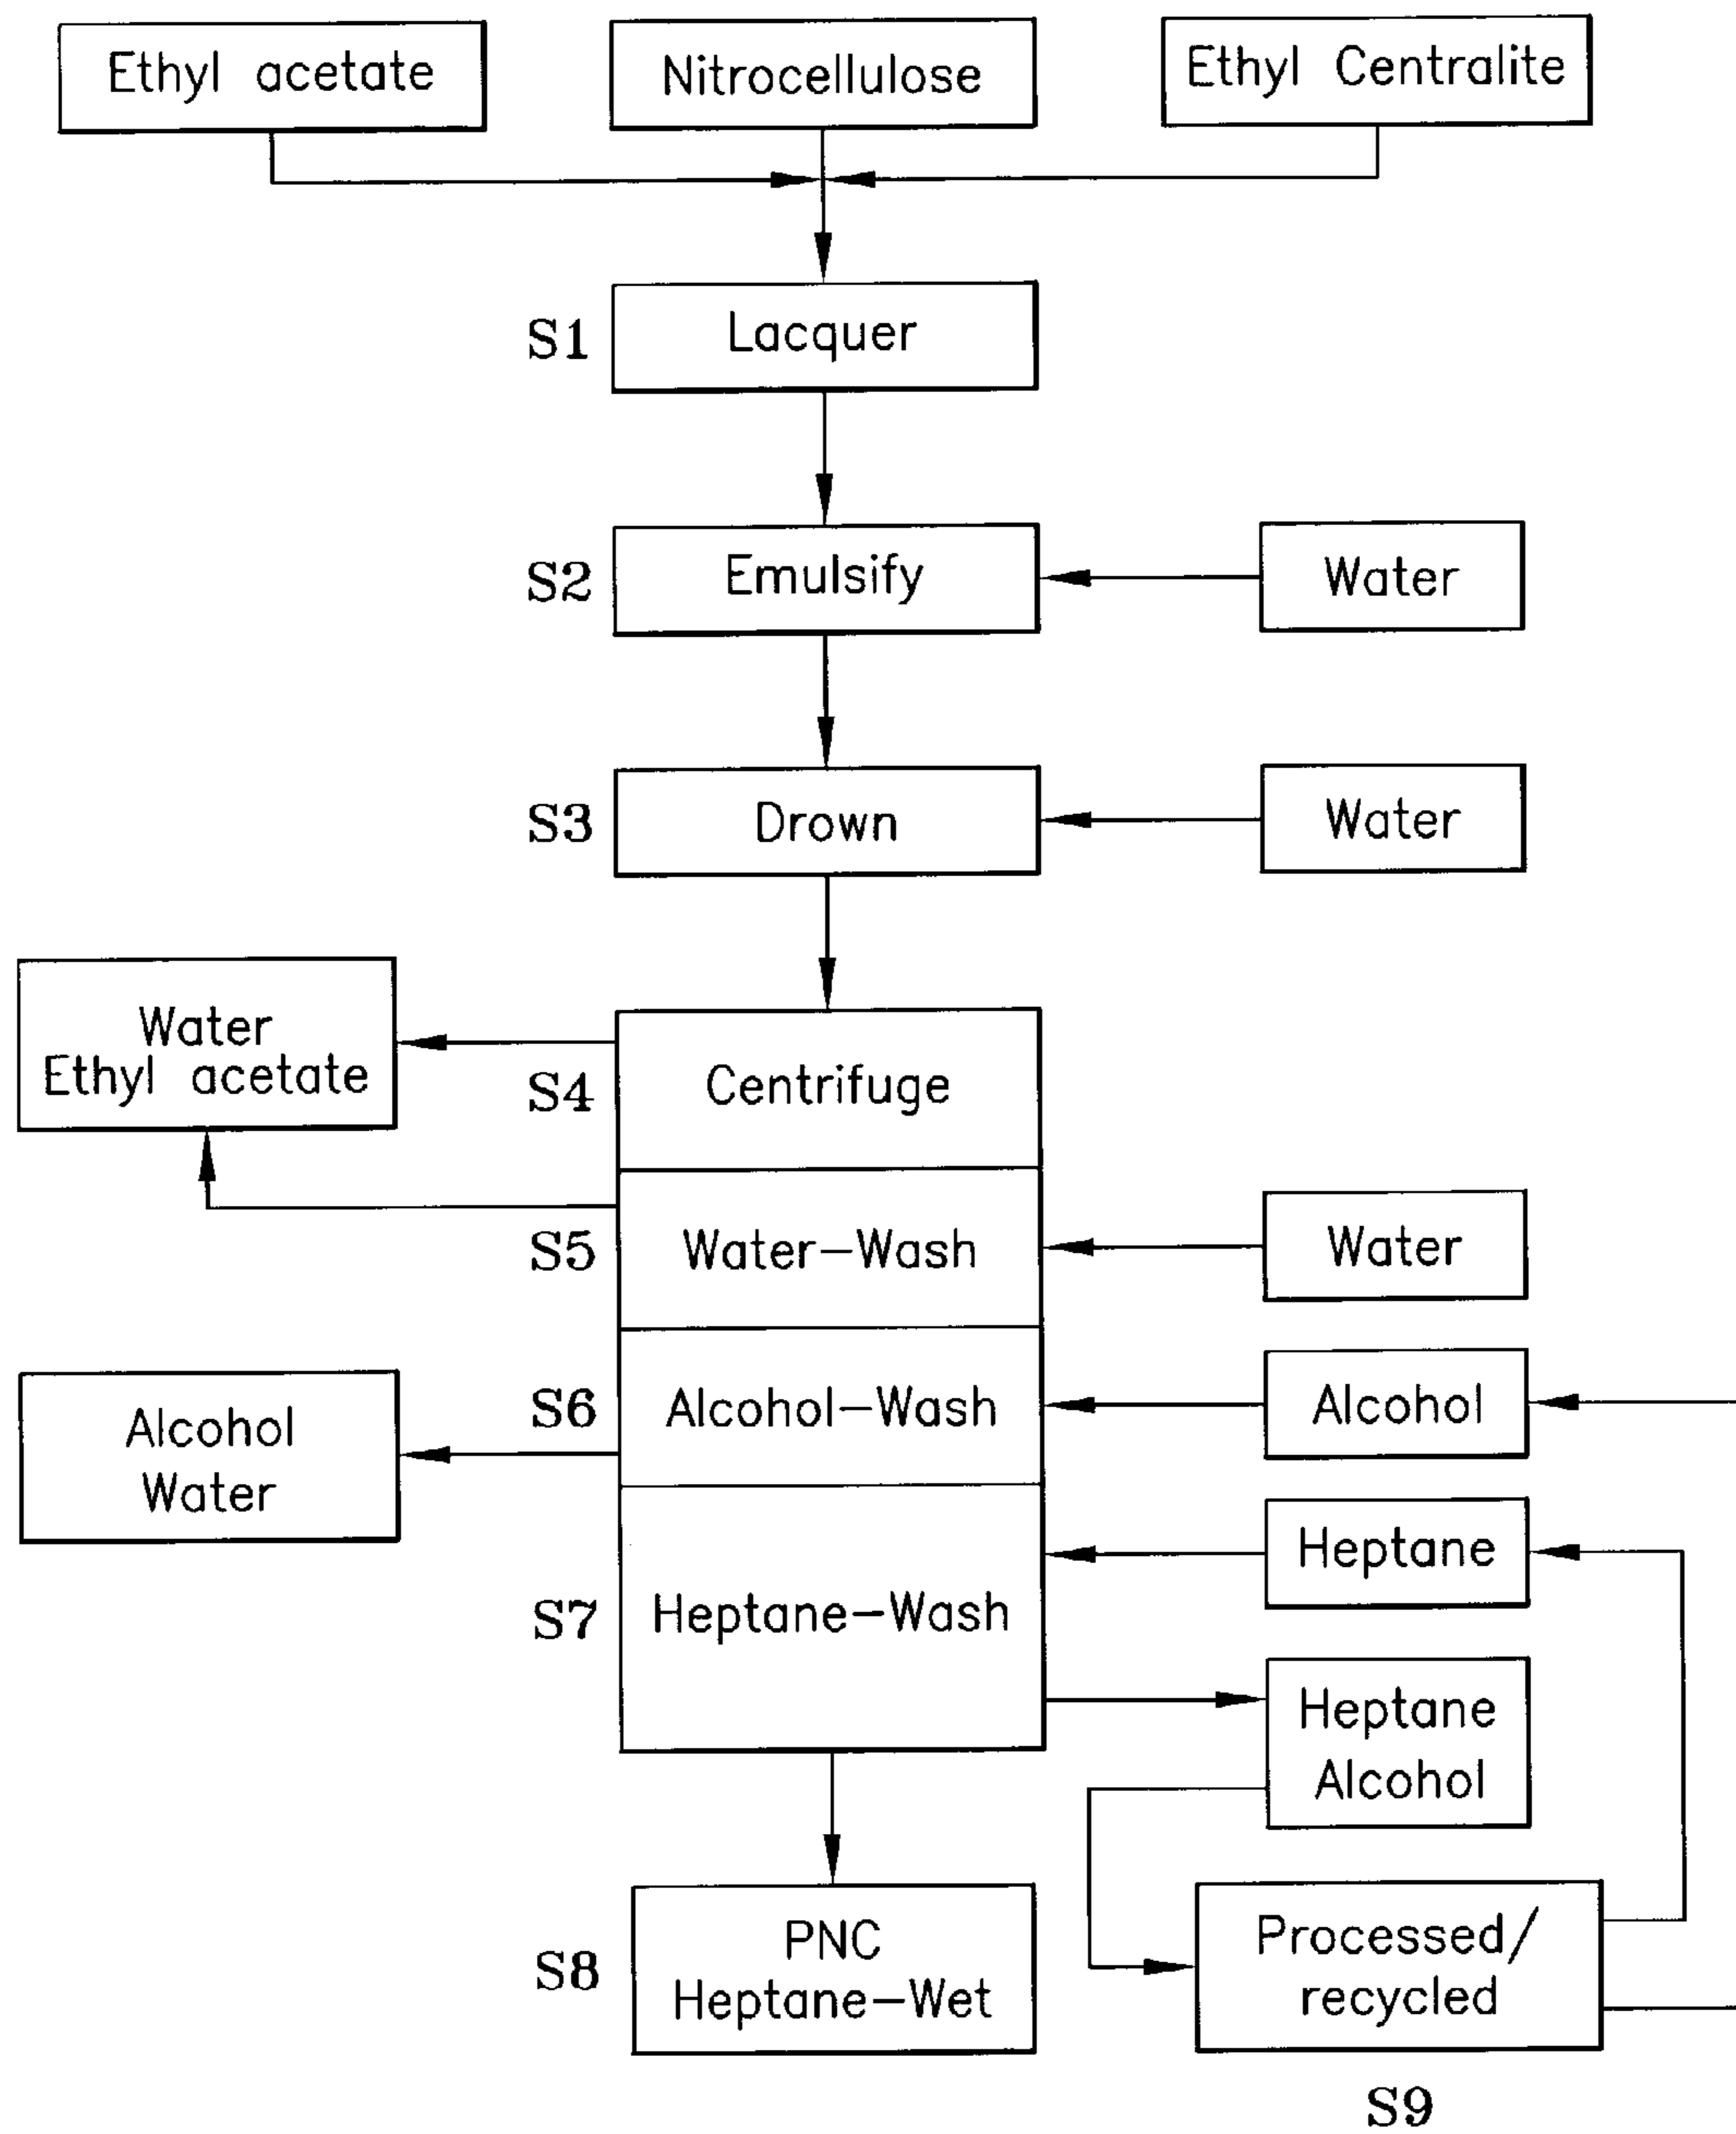 Ethyl acetate
Nitrocellulose
Ethyl Centralite
S1
Lacquer
S2
Emulsify
Water
S3
Drown
Water
Water
Ethyl acetate
S4
Centrifuge
S5
Water-Wash
Water
Alcohol
Water
S6
Alcohol-Wash
Alcohol
S7
Heptane-Wash
Heptane
Heptane
Alcohol
S8
PNC
Heptane-Wet
Processed/
recycled
S9